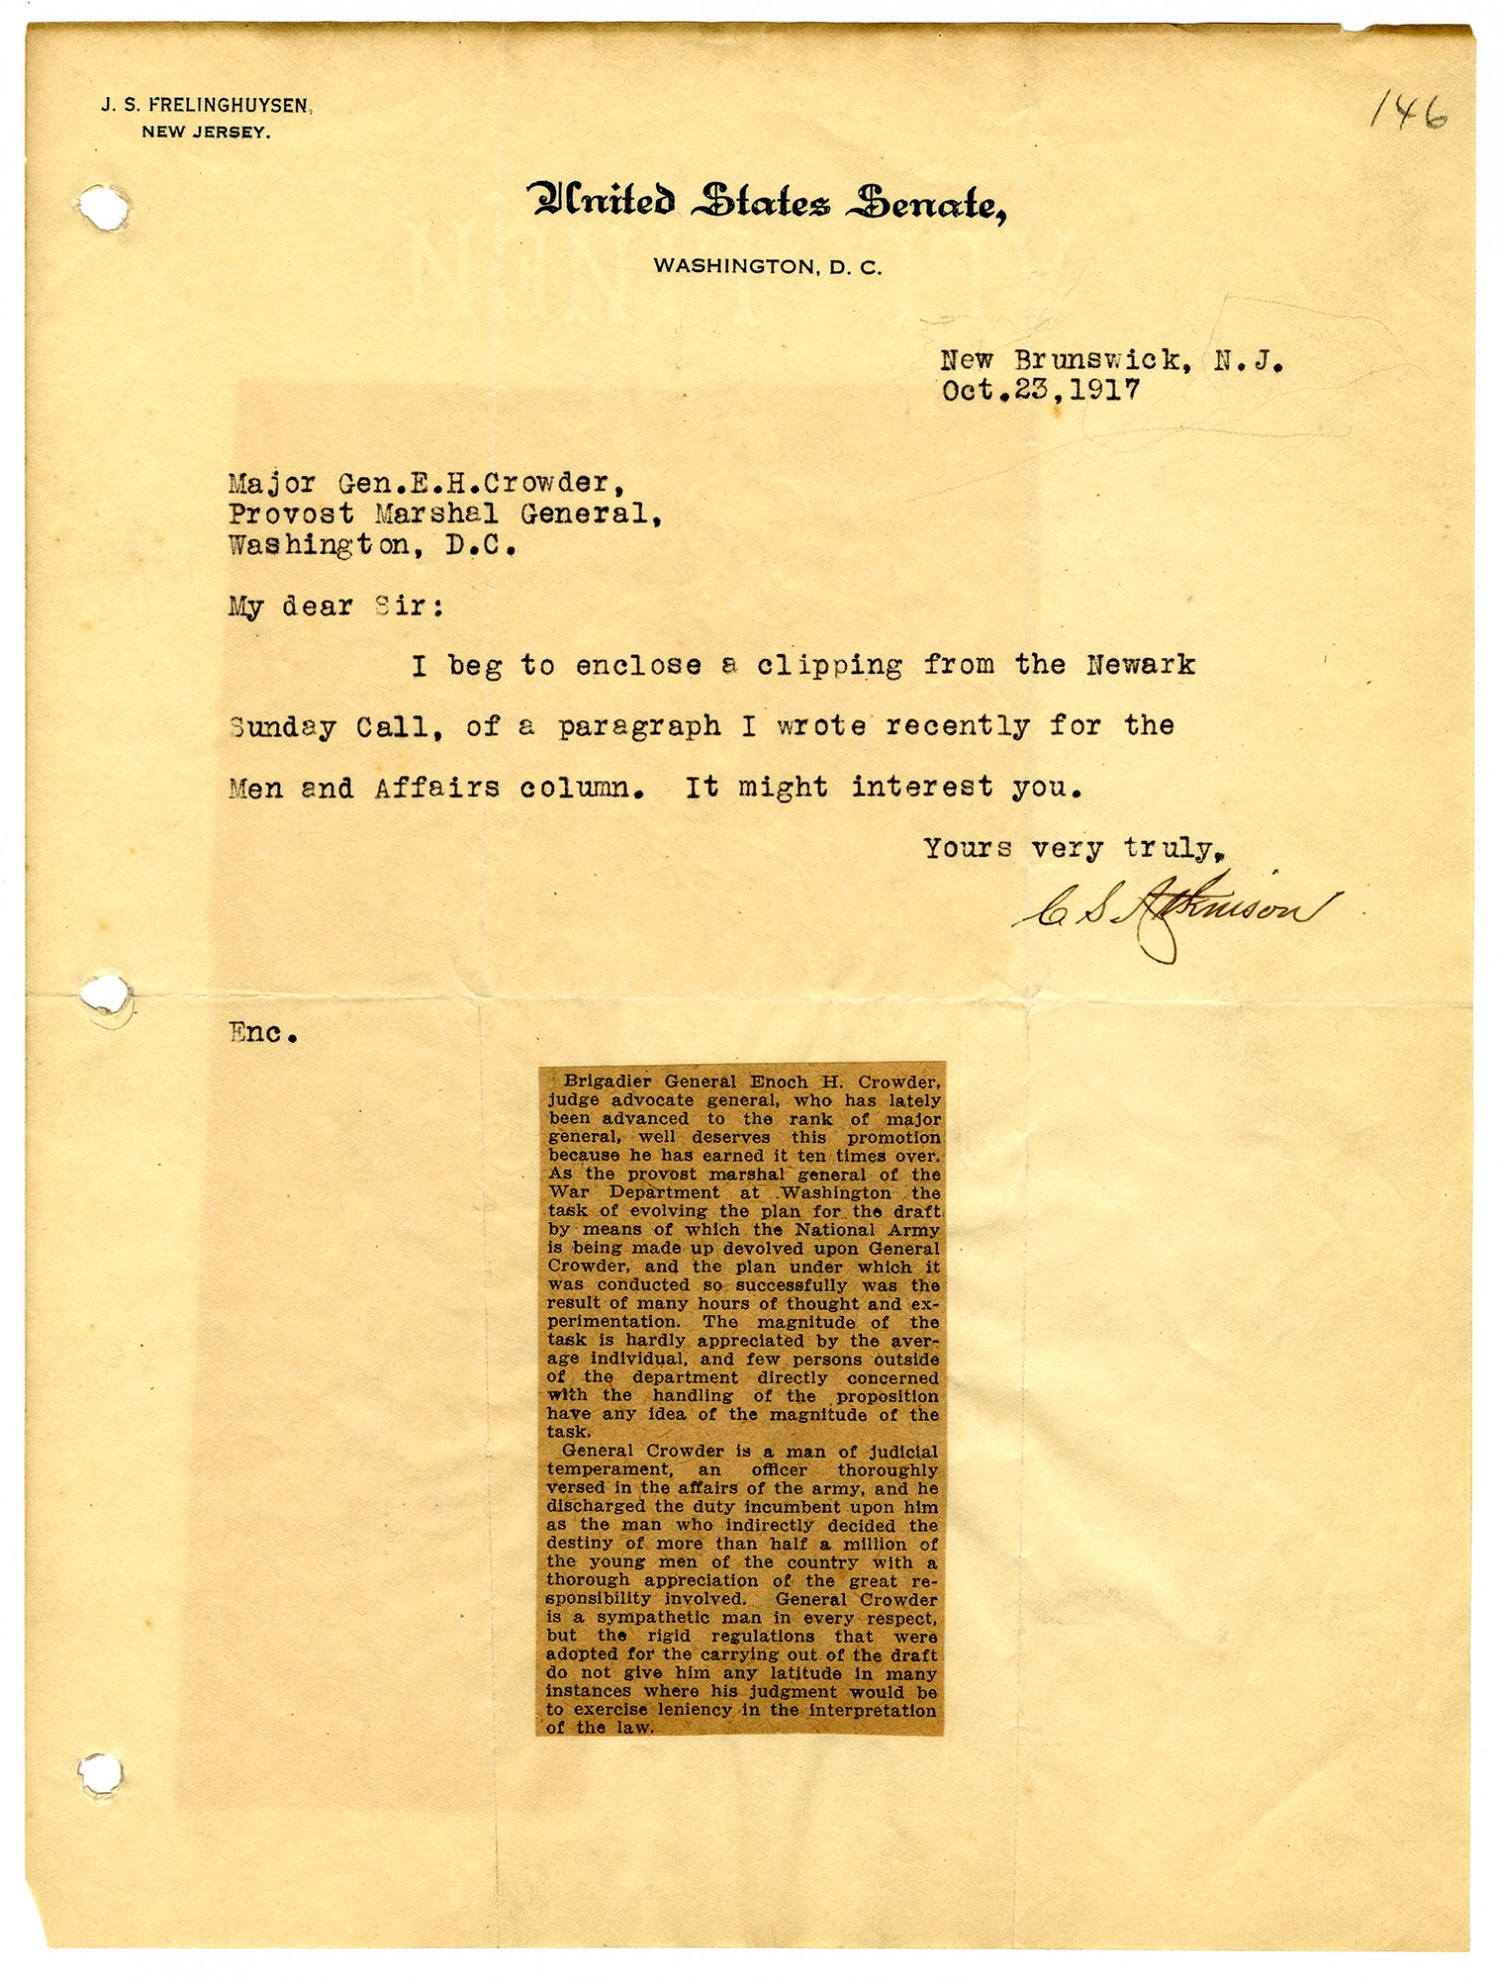 J. S. FRELINGHUYSEN,
NEW JERSEY.
146
United States Senate,
WASHINGTON, D. C.
New Brunswick, N.J.
Oct.23,1917
Major Gen.E.H.Crowder,
Provost Marshal General,
Washington, D.C.
My dear Sir:
I beg to enclose a clipping from the Newark
Sunday Call, of a paragraph I wrote recently for the
Men and Affairs column. It might interest you.
Yours very truly,
C S Atkinson
Enc.
Brigadier General Enoch H. Crowder,
judge advocate general, who has lately
been advanced to the rank of major
general, well deserves this promotion
because he has earned it ten times over.
As the provost marshal general of the
War Department at Washington the
task of evolving the plan for the draft
by means of which the National Army
is being made up devolved upon General
Crowder, and the plan under which it
was conducted so successfully was the
result of many hours of thought and ex-
perimentation. The magnitude of the
task is hardly appreciated by the aver-
age individual, and few persons outside
of the department directly concerned
with the handling of the proposition
have any idea of the magnitude of the
task.
General Crowder is a man of judicial
temperament, an officer thoroughly
versed in the affairs of the army, and he
discharged the duty incumbent upon him
as the man who indirectly decided the
destiny of more than half a million of
the young men of the country with a
thorough appreciation of the great re-
sponsibility involved. General Crowder
is a sympathetic man in every respect,
but the rigid regulations that were
adopted for the carrying out of the draft
do not give him any latitude in many
instances where his judgment would be
to exercise leniency in the interpretation
of the law.